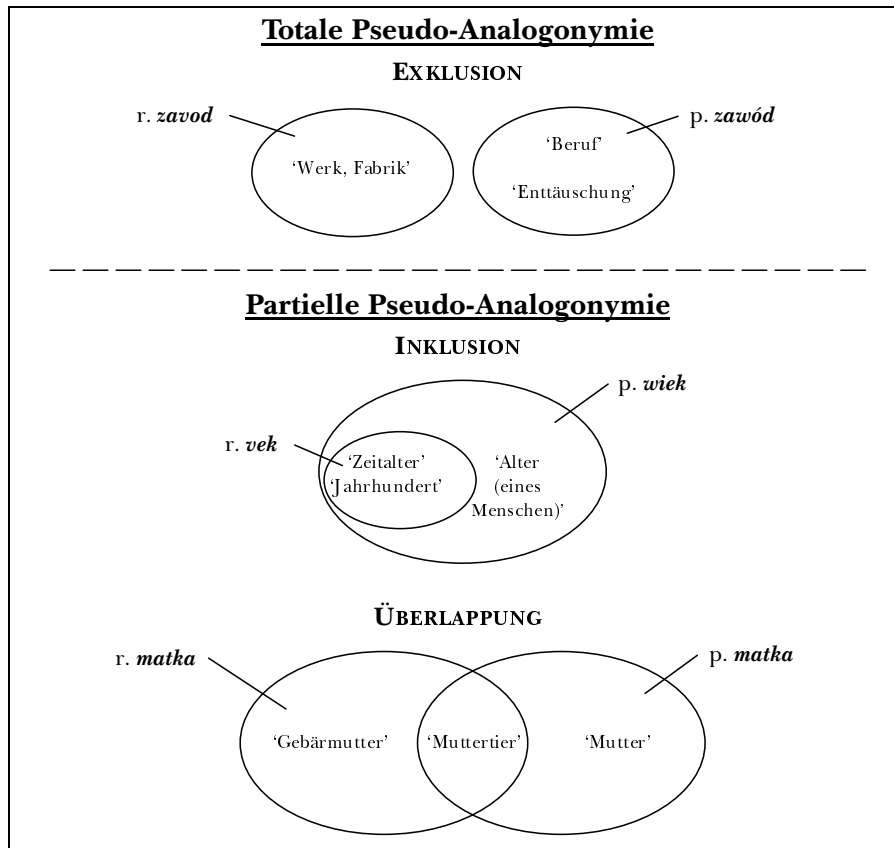 Totale Pseudo-Analogonymie
EXKLUSION
r. zavod
p. zawód
‘Werk, Fabrik’
‘Beruf’
‘Enttäuschung’
Partielle Pseudo-Analogonymie
INKLUSION
p. wiek
r. vek
‘Zeitalter’
‘Jahrhundert’
‘Alter
(eines
Menschen)’
ÜBERLAPPUNG
r. matka
p. matka
‘Gebärmutter’
‘Muttertier’
‘Mutter’